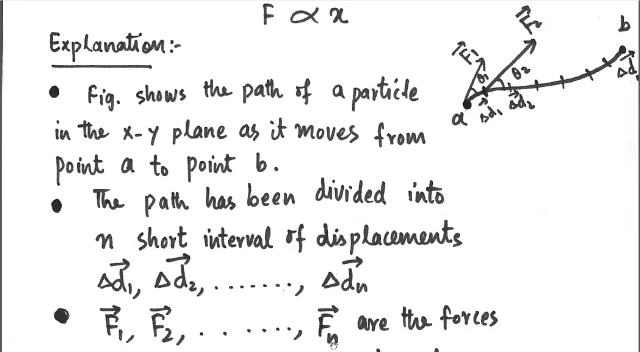 F ∝ x
Explanation:-
• Fig. shows the path of a particle
in the x-y plane as it moves from
point a to point b.
• The path has been divided into
n short interval of displacements
Δd⃗₁, Δd⃗₂, ......., Δd⃗n
• F⃗₁, F⃗₂, . ......, F⃗n are the forces
F⃗₁
F⃗₂
θ₁
θ₂
a
Δd⃗₁
Δd⃗₂
b